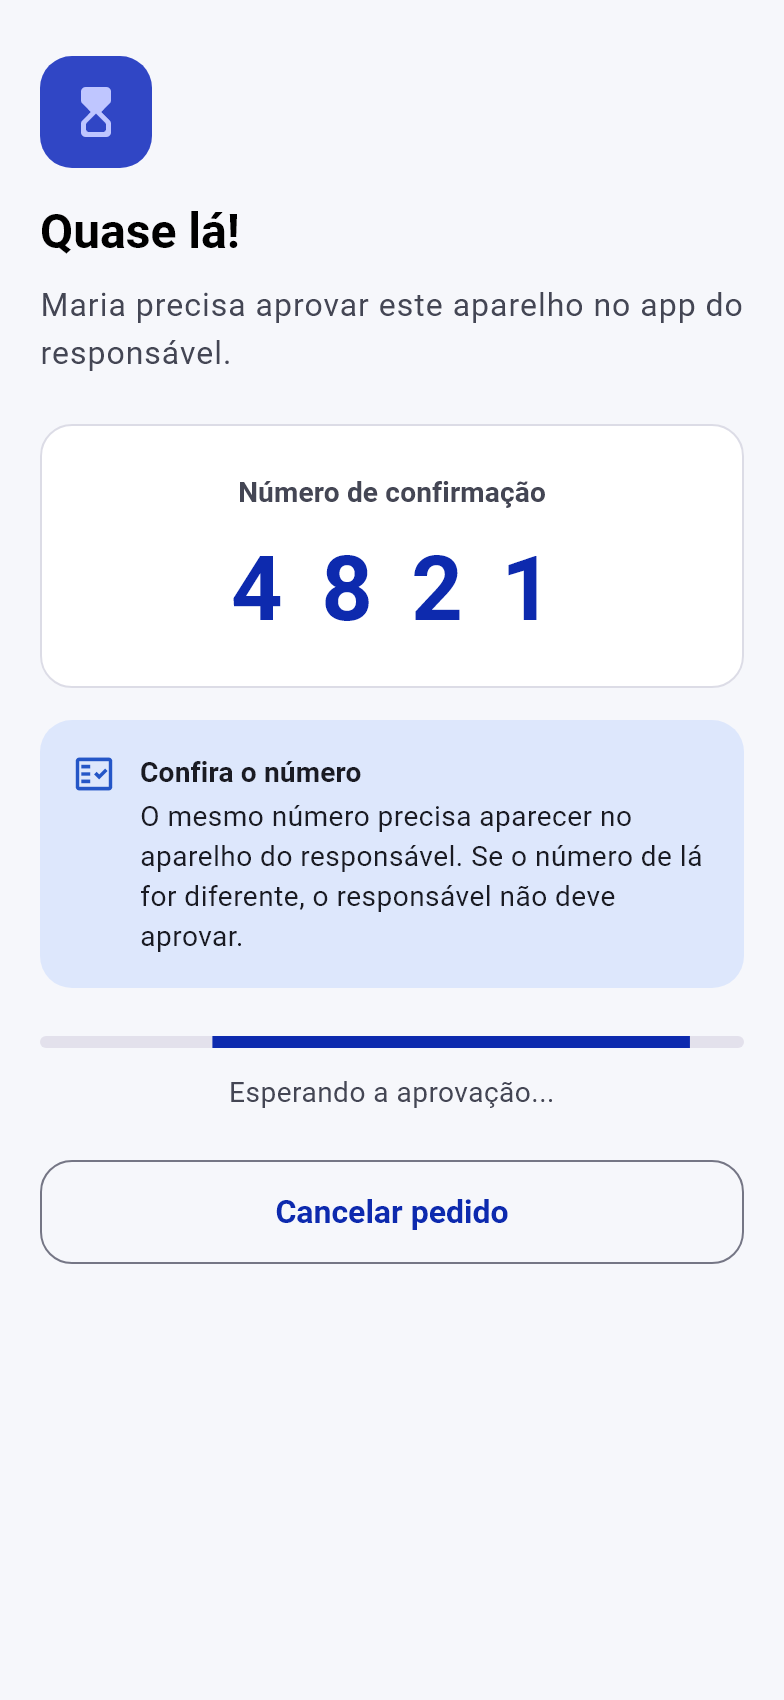 Quase lá!
Maria precisa aprovar este aparelho no app do
responsável.
Número de confirmação
4 8 2 1
Confira o número
O mesmo número precisa aparecer no
aparelho do responsável. Se o número de lá
for diferente, o responsável não deve
aprovar.
Esperando a aprovação...
Cancelar pedido